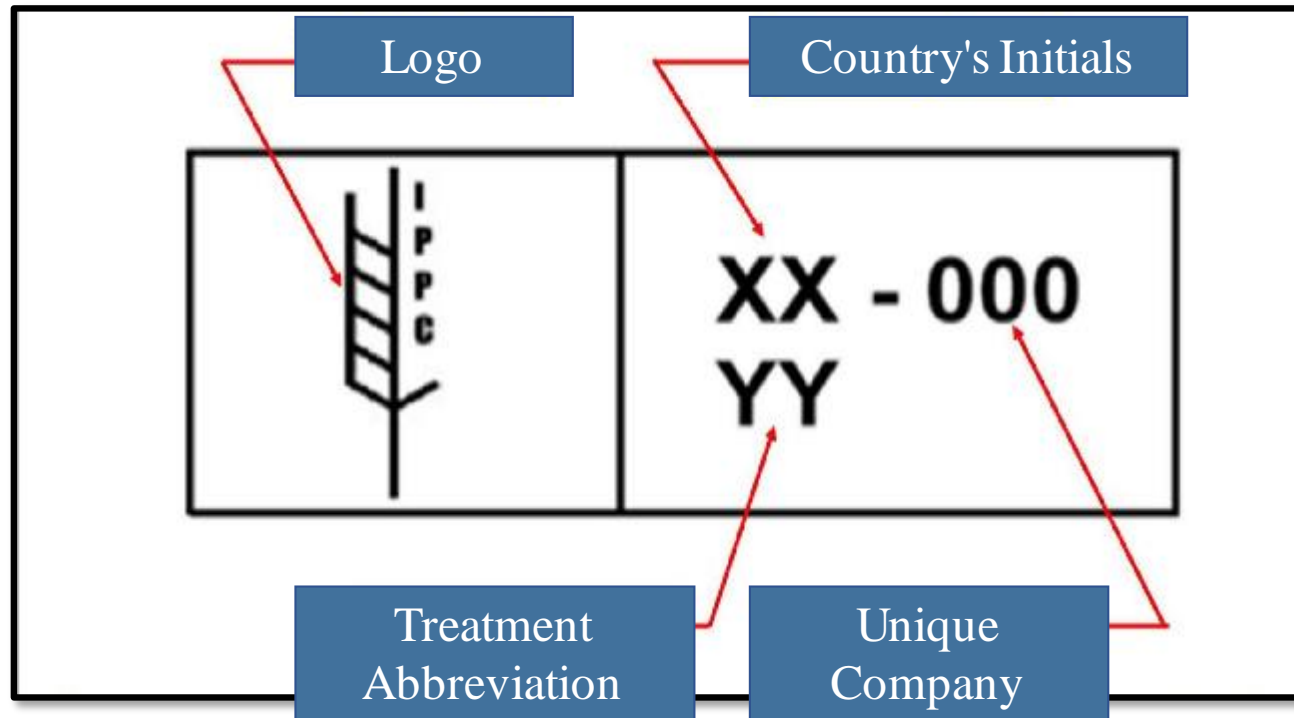 Logo
Country's Initials
I
P
P
C
XX - 000
YY
Treatment
Abbreviation
Unique
Company